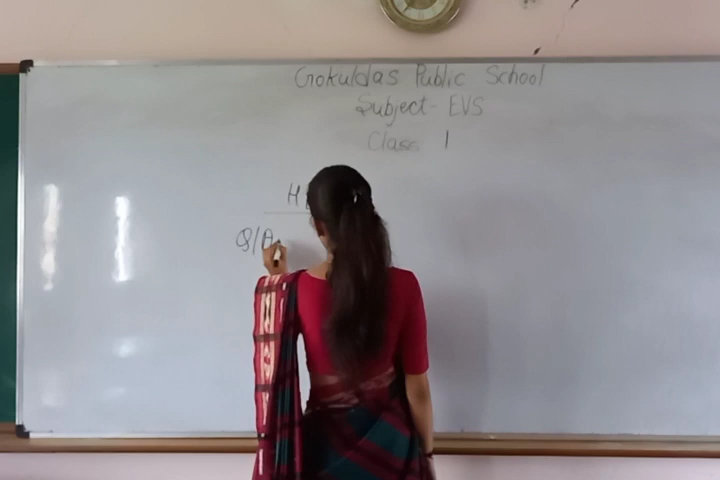 Gokuldas Public School
Subject- EVS
Class 1
H
Q/A